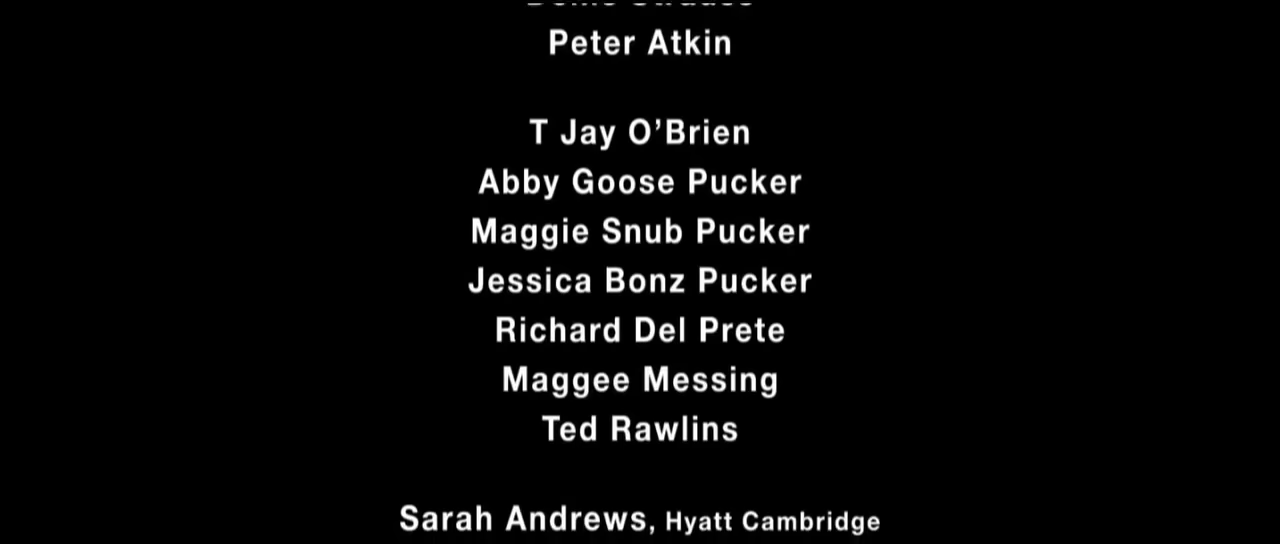 Peter Atkin
T Jay O’Brien
Abby Goose Pucker
Maggie Snub Pucker
Jessica Bonz Pucker
Richard Del Prete
Maggee Messing
Ted Rawlins
Sarah Andrews, Hyatt Cambridge